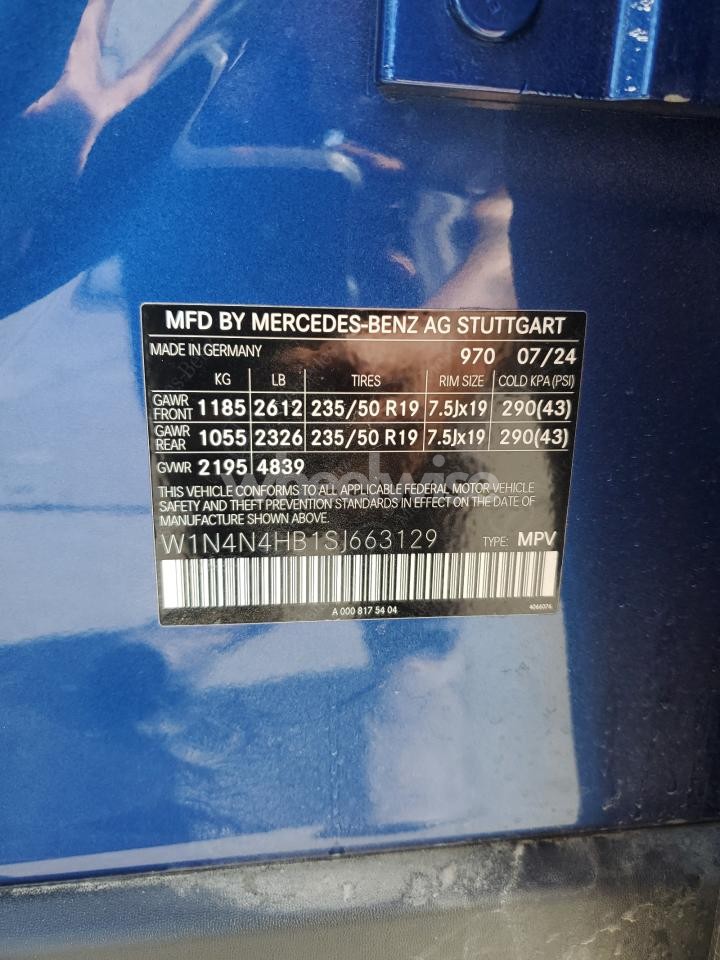 MFD BY MERCEDES-BENZ AG STUTTGART
MADE IN GERMANY 970 07/24
KG LB TIRES RIM SIZE COLD KPA (PSI)
GAWR FRONT 1185 2612 235/50 R19 7.5Jx19 290(43)
GAWR REAR 1055 2326 235/50 R19 7.5Jx19 290(43)
GVWR 2195 4839
THIS VEHICLE CONFORMS TO ALL APPLICABLE FEDERAL MOTOR VEHICLE
SAFETY AND THEFT PREVENTION STANDARDS IN EFFECT ON THE DATE OF
MANUFACTURE SHOWN ABOVE.
W1N4N4HB1SJ663129 TYPE: MPV
A 000 817 54 04 4066076